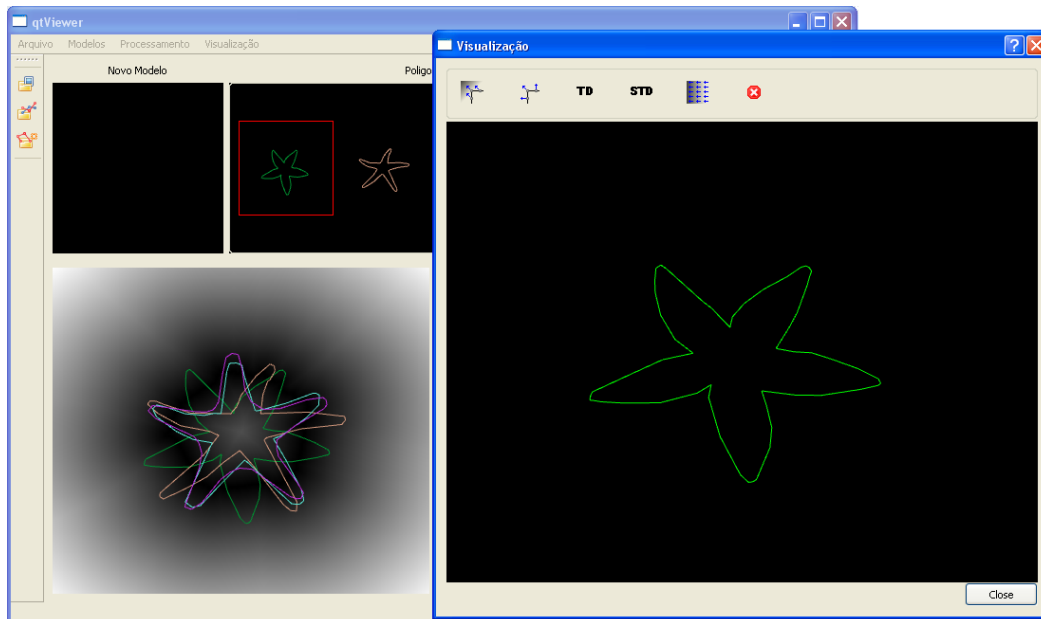 qtViewer
Arquivo Modelos Processamento Visualização
Novo Modelo
Poligo
Visualização
TD STD
Close